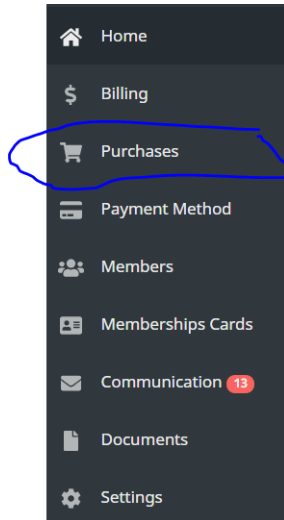 Home
Billing
Purchases
Payment Method
Members
Memberships Cards
Communication 13
Documents
Settings